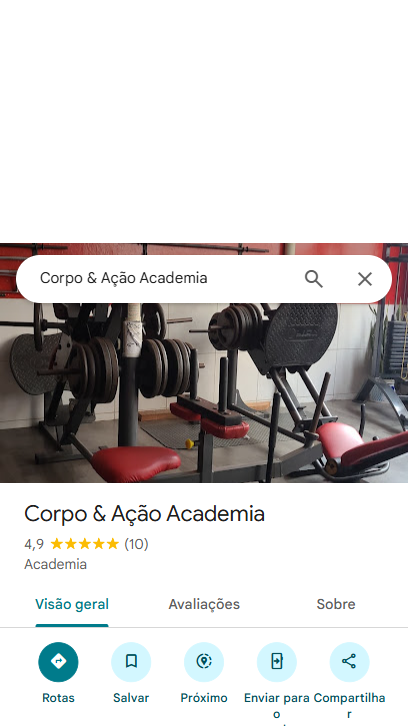 Corpo & Ação Academia
Corpo & Ação Academia
4,9 (10)
Academia
Visão geral Avaliações Sobre
Rotas Salvar Próximo Enviar para o Compartilhar